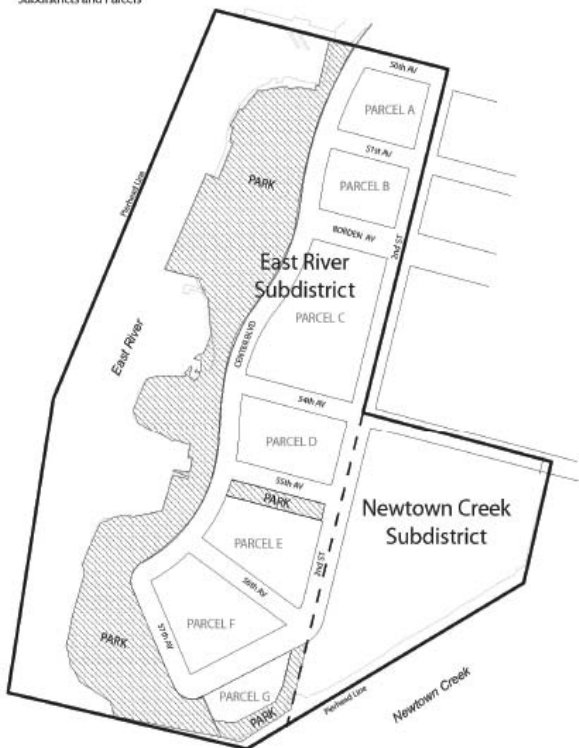 Subdistricts and Parcels
50th AV
PARCEL A
51st AV
PARK
PARCEL B
Pierhead Line
BORDEN AV
2nd ST
East River
Subdistrict
PARCEL C
East River
CENTER BLVD
54th AV
PARCEL D
55th AV
PARK
Newtown Creek
Subdistrict
PARCEL E
2nd ST
56th AV
PARCEL F
57th AV
PARK
PARCEL G
PARK
Pierhead Line
Newtown Creek